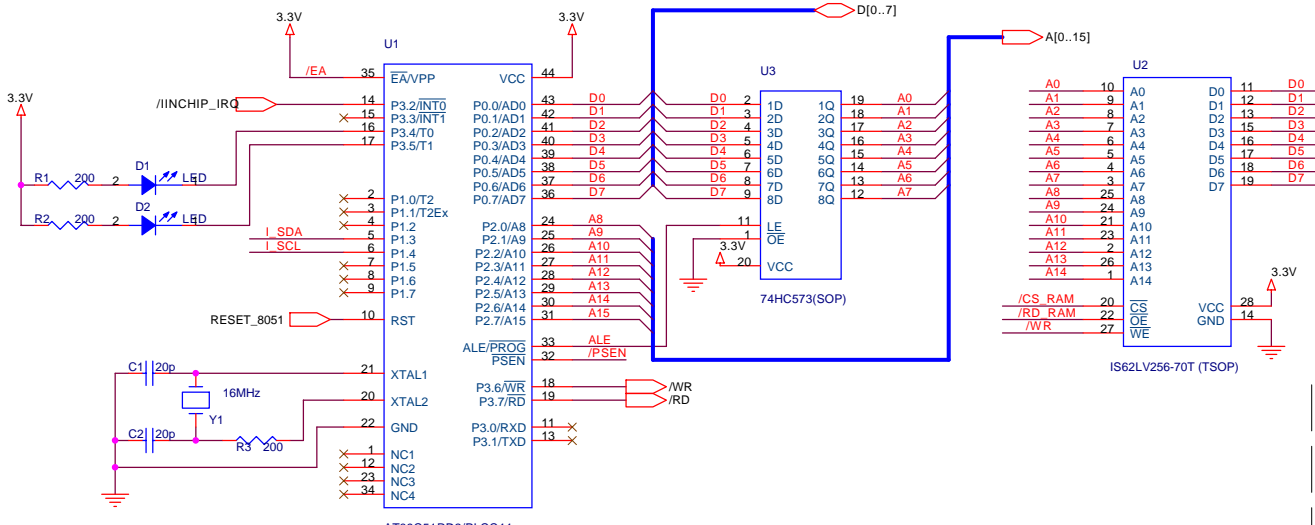 3.3V
3.3V
D[0..7]
A[0..15]
U1
U3
U2
/EA
35 EA/VPP VCC 44
3.3V
/IINCHIP_IRQ
14 P3.2/INT0
15 P3.3/INT1
16 P3.4/T0
17 P3.5/T1
P0.0/AD0 43 D0
P0.1/AD1 42 D1
P0.2/AD2 41 D2
P0.3/AD3 40 D3
P0.4/AD4 39 D4
P0.5/AD5 38 D5
P0.6/AD6 37 D6
P0.7/AD7 36 D7
D0 2 1D 1Q 19 A0
D1 3 2D 2Q 18 A1
D2 4 3D 3Q 17 A2
D3 5 4D 4Q 16 A3
D4 6 5D 5Q 15 A4
D5 7 6D 6Q 14 A5
D6 8 7D 7Q 13 A6
D7 9 8D 8Q 12 A7
11 LE
1 OE
3.3V
20 VCC
74HC573(SOP)
A0 10 A0 D0 11 D0
A1 9 A1 D1 12 D1
A2 8 A2 D2 13 D2
A3 7 A3 D3 15 D3
A4 6 A4 D4 16 D4
A5 5 A5 D5 17 D5
A6 4 A6 D6 18 D6
A7 3 A7 D7 19 D7
A8 25 A8
A9 24 A9
A10 21 A10
A11 23 A11
A12 2 A12
A13 26 A13
A14 1 A14
3.3V
/CS_RAM 20 CS VCC 28
/RD_RAM 22 OE GND 14
/WR 27 WE
IS62LV256-70T (TSOP)
R1 200 2 D1 1 LED
R2 200 2 D2 1 LED
2 P1.0/T2
3 P1.1/T2Ex
4 P1.2
I_SDA 5 P1.3
I_SCL 6 P1.4
7 P1.5
8 P1.6
9 P1.7
P2.0/A8 24 A8
P2.1/A9 25 A9
P2.2/A10 26 A10
P2.3/A11 27 A11
P2.4/A12 28 A12
P2.5/A13 29 A13
P2.6/A14 30 A14
P2.7/A15 31 A15
RESET_8051 10 RST
ALE/PROG 33 ALE
PSEN 32 /PSEN
C1 20p
21 XTAL1
16MHz
Y1
20 XTAL2
P3.6/WR 18 /WR
P3.7/RD 19 /RD
C2 20p
R3 200
22 GND
P3.0/RXD 11
P3.1/TXD 13
1 NC1
12 NC2
23 NC3
34 NC4